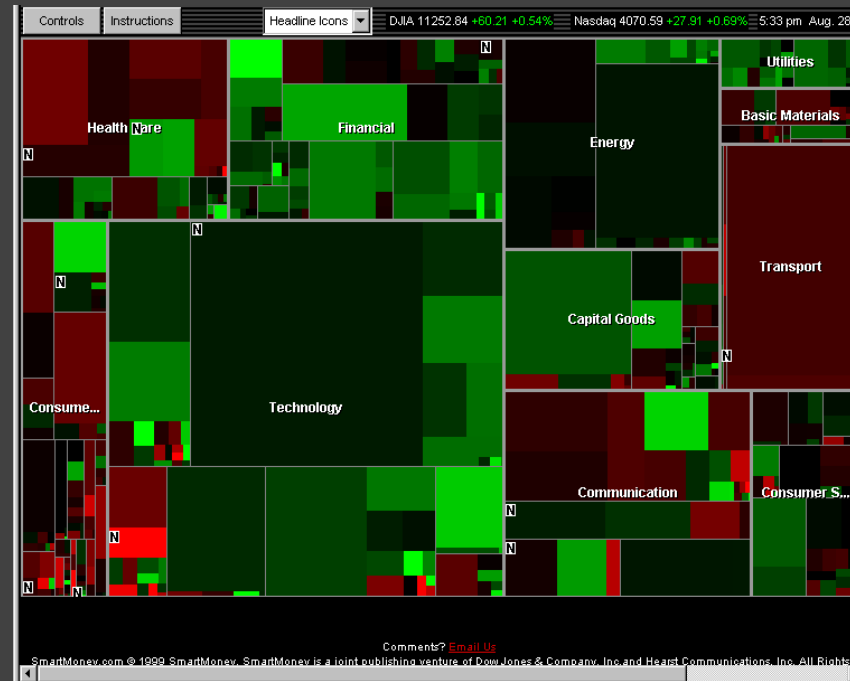 Controls
Instructions
Headline Icons
DJIA 11252.84 +60.21 +0.54%
Nasdaq 4070.59 +27.91 +0.69%
5:33 pm Aug. 28
N
Utilities
Basic Materials
Health Care
N
N
Financial
Energy
N
Transport
N
Capital Goods
N
Consume...
Technology
Communication
Consumer S...
N
N
N
N
N
Comments? Email Us
SmartMoney.com © 1999 SmartMoney. SmartMoney is a joint publishing venture of Dow Jones & Company, Inc.and Hearst Communications, Inc. All Rights